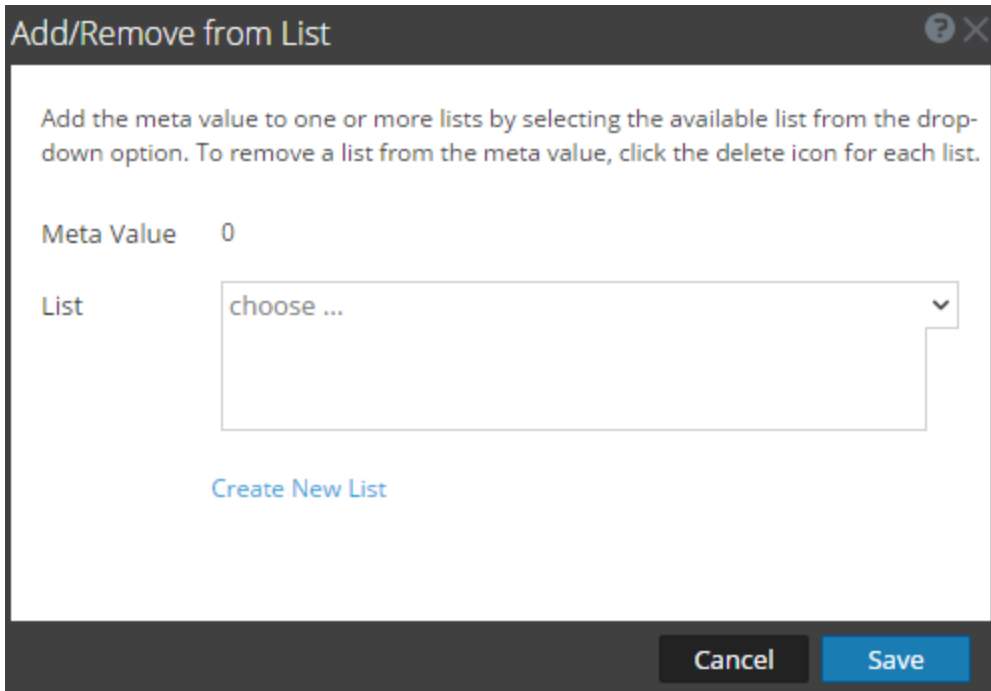 Add/Remove from List
Add the meta value to one or more lists by selecting the available list from the drop-
down option. To remove a list from the meta value, click the delete icon for each list.
Meta Value 0
List choose ...
Create New List
Cancel Save